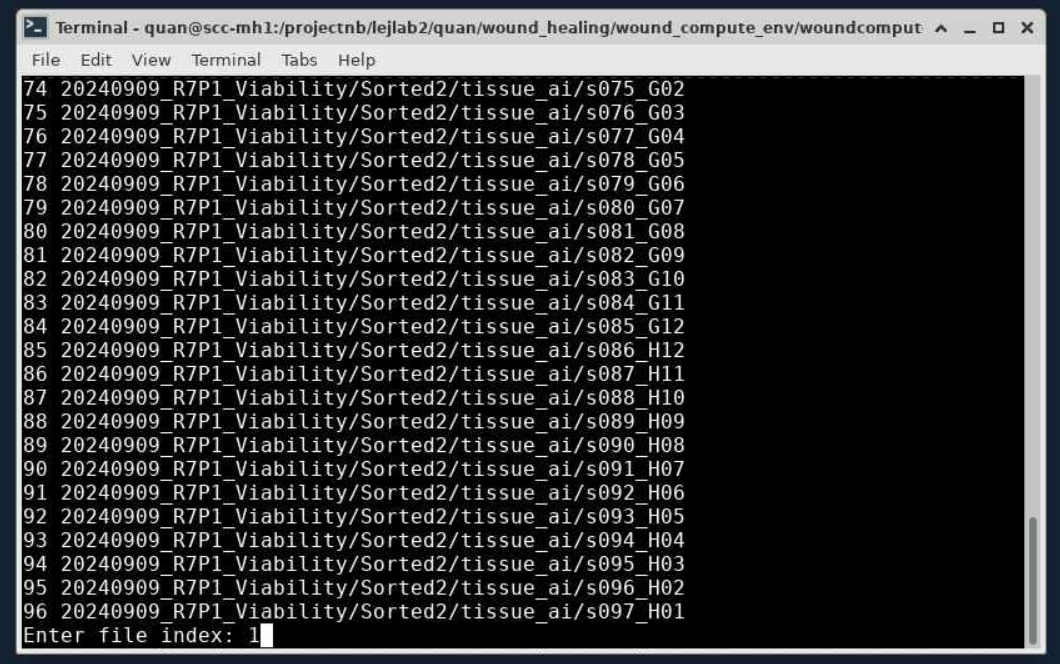 Terminal - quan@scc-mh1:/projectnb/lejlab2/quan/wound_healing/wound_compute_env/woundcomput
File Edit View Terminal Tabs Help
74 20240909_R7P1_Viability/Sorted2/tissue_ai/s075_G02
75 20240909_R7P1_Viability/Sorted2/tissue_ai/s076_G03
76 20240909_R7P1_Viability/Sorted2/tissue_ai/s077_G04
77 20240909_R7P1_Viability/Sorted2/tissue_ai/s078_G05
78 20240909_R7P1_Viability/Sorted2/tissue_ai/s079_G06
79 20240909_R7P1_Viability/Sorted2/tissue_ai/s080_G07
80 20240909_R7P1_Viability/Sorted2/tissue_ai/s081_G08
81 20240909_R7P1_Viability/Sorted2/tissue_ai/s082_G09
82 20240909_R7P1_Viability/Sorted2/tissue_ai/s083_G10
83 20240909_R7P1_Viability/Sorted2/tissue_ai/s084_G11
84 20240909_R7P1_Viability/Sorted2/tissue_ai/s085_G12
85 20240909_R7P1_Viability/Sorted2/tissue_ai/s086_H12
86 20240909_R7P1_Viability/Sorted2/tissue_ai/s087_H11
87 20240909_R7P1_Viability/Sorted2/tissue_ai/s088_H10
88 20240909_R7P1_Viability/Sorted2/tissue_ai/s089_H09
89 20240909_R7P1_Viability/Sorted2/tissue_ai/s090_H08
90 20240909_R7P1_Viability/Sorted2/tissue_ai/s091_H07
91 20240909_R7P1_Viability/Sorted2/tissue_ai/s092_H06
92 20240909_R7P1_Viability/Sorted2/tissue_ai/s093_H05
93 20240909_R7P1_Viability/Sorted2/tissue_ai/s094_H04
94 20240909_R7P1_Viability/Sorted2/tissue_ai/s095_H03
95 20240909_R7P1_Viability/Sorted2/tissue_ai/s096_H02
96 20240909_R7P1_Viability/Sorted2/tissue_ai/s097_H01
Enter file index: 1